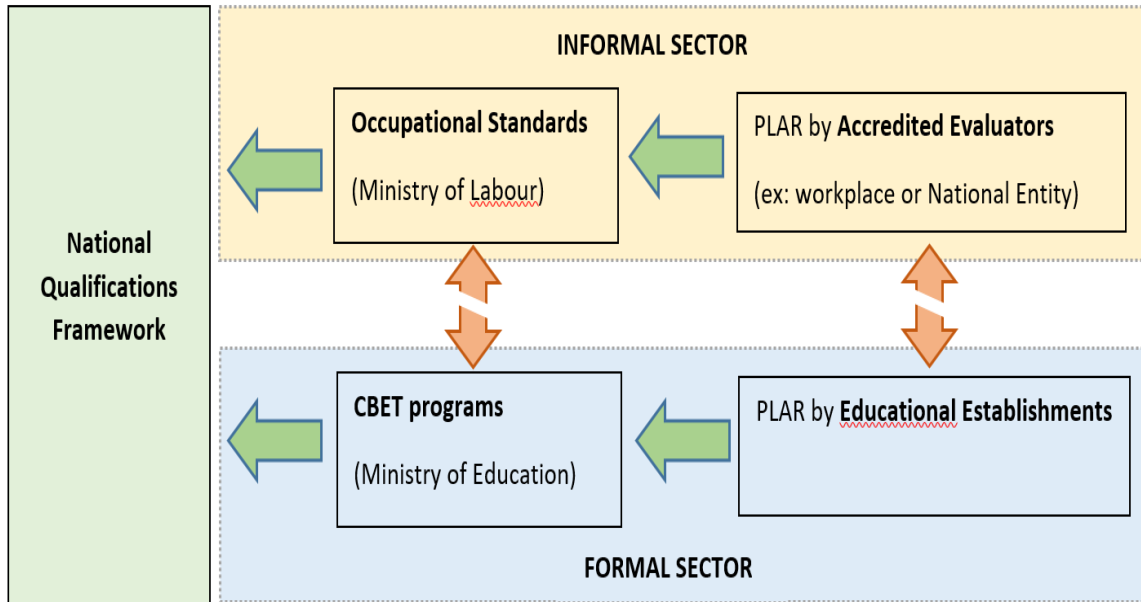 National
Qualifications
Framework
INFORMAL SECTOR
Occupational Standards
(Ministry of Labour)
PLAR by Accredited Evaluators
(ex: workplace or National Entity)
CBET programs
(Ministry of Education)
PLAR by Educational Establishments
FORMAL SECTOR